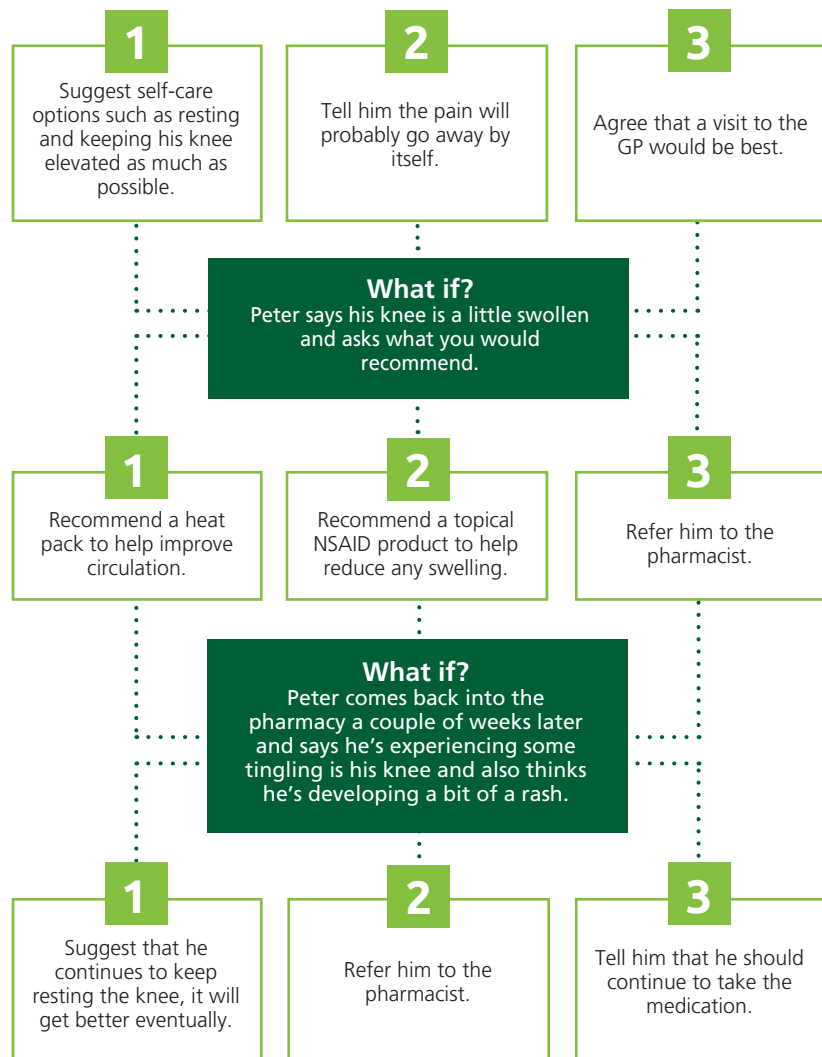 1
Suggest self-care
options such as resting
and keeping his knee
elevated as much as
possible.
2
Tell him the pain will
probably go away by
itself.
3
Agree that a visit to the
GP would be best.
What if?
Peter says his knee is a little swollen
and asks what you would
recommend.
1
Recommend a heat
pack to help improve
circulation.
2
Recommend a topical
NSAID product to help
reduce any swelling.
3
Refer him to the
pharmacist.
What if?
Peter comes back into the
pharmacy a couple of weeks later
and says he’s experiencing some
tingling is his knee and also thinks
he’s developing a bit of a rash.
1
Suggest that he
continues to keep
resting the knee, it will
get better eventually.
2
Refer him to the
pharmacist.
3
Tell him that he should
continue to take the
medication.